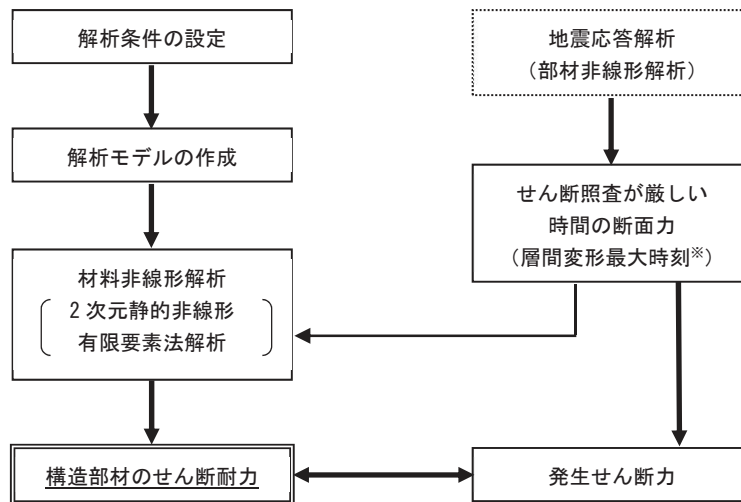 解析条件の設定
解析モデルの作成
材料非線形解析
2 次元静的非線形
有限要素法解析
構造部材のせん断耐力
地震応答解析
（部材非線形解析）
せん断照査が厳しい
時間の断面力
（層間変形最大時刻※）
発生せん断力